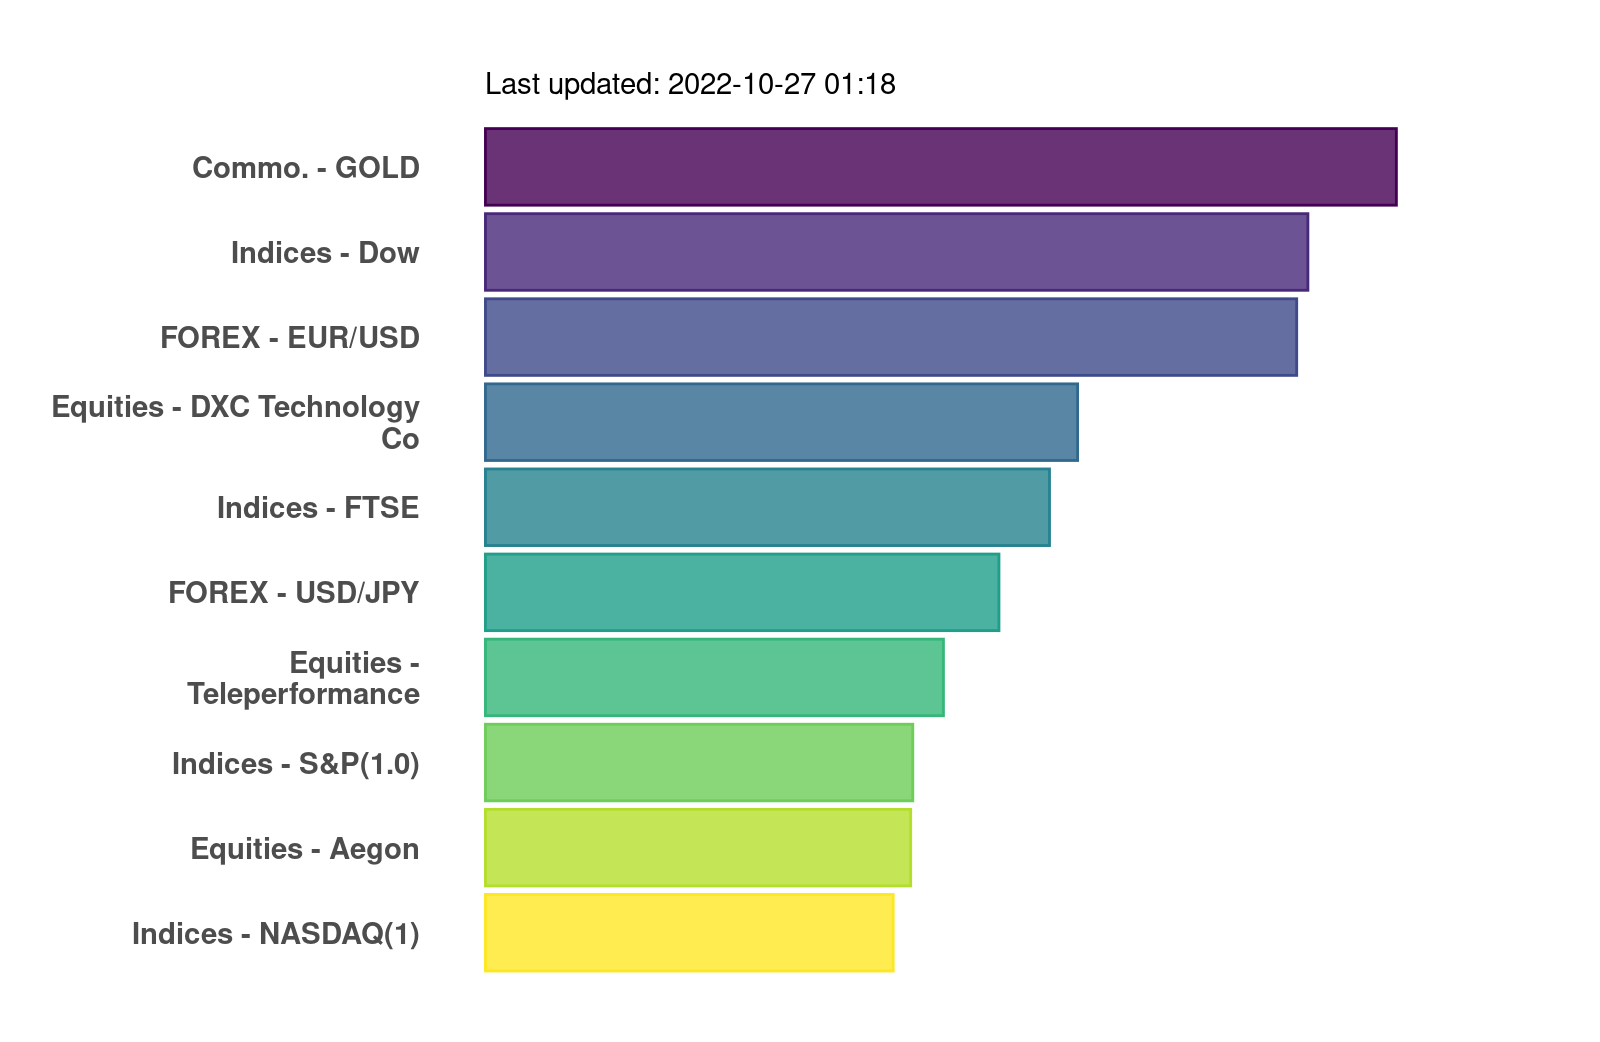 Last updated: 2022-10-27 01:18
Commo. - GOLD
Indices - Dow
FOREX - EUR/USD
Equities - DXC Technology
Co
Indices - FTSE
FOREX - USD/JPY
Equities -
Teleperformance
Indices - S&P(1.0)
Equities - Aegon
Indices - NASDAQ(1)